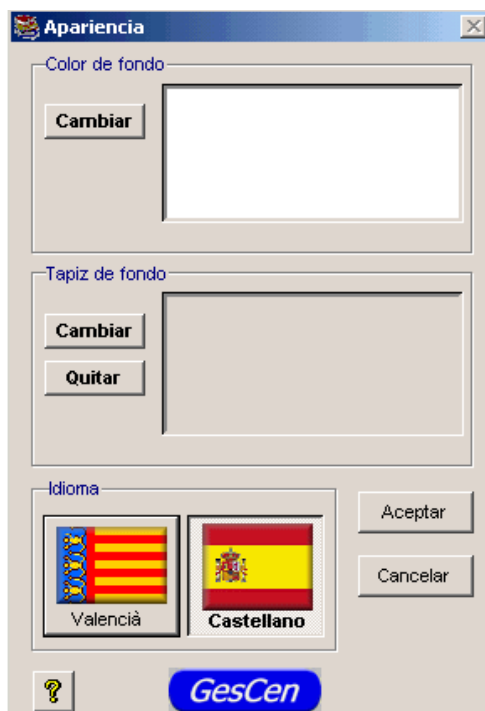 Apariencia
Color de fondo
Cambiar
Tapiz de fondo
Cambiar
Quitar
Idioma
Valencià
Castellano
Aceptar
Cancelar
?
GesCen